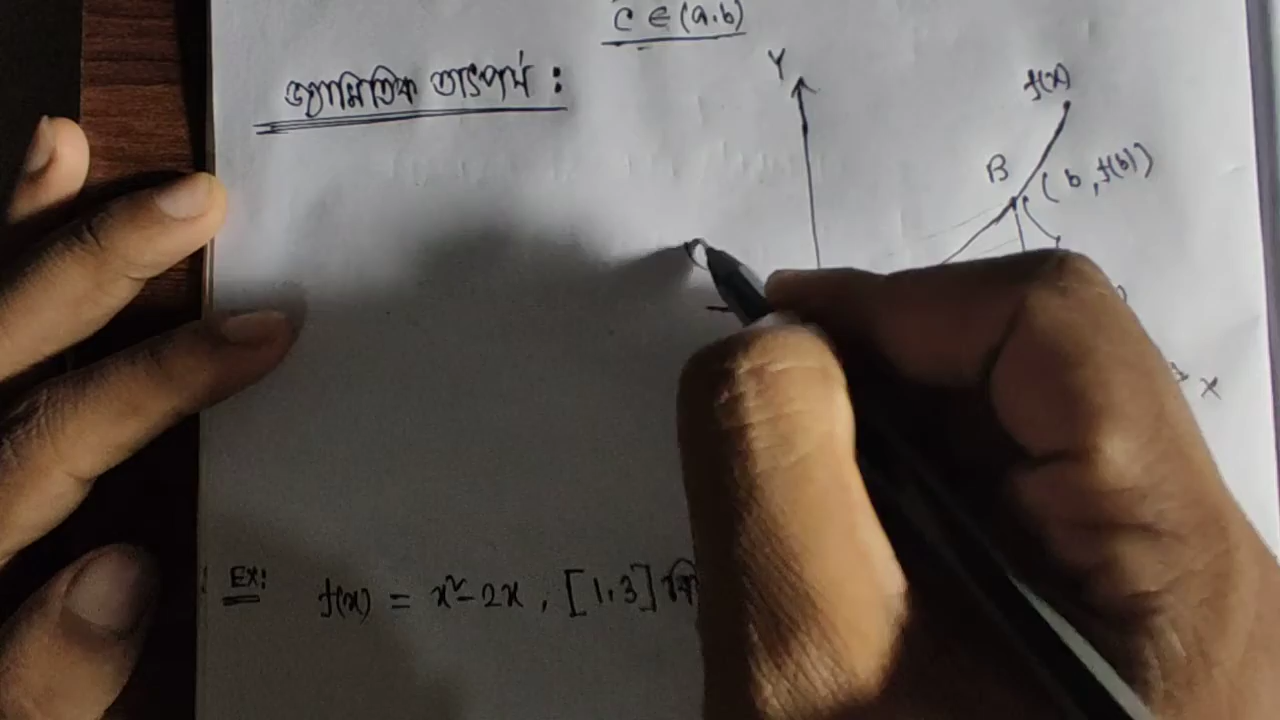 C ∈ (a,b)
জ্যামিতিক তাৎপর্য :
Y
f(x)
B
(b, f(b))
x
Ex: f(x) = x² - 2x, [1,3]